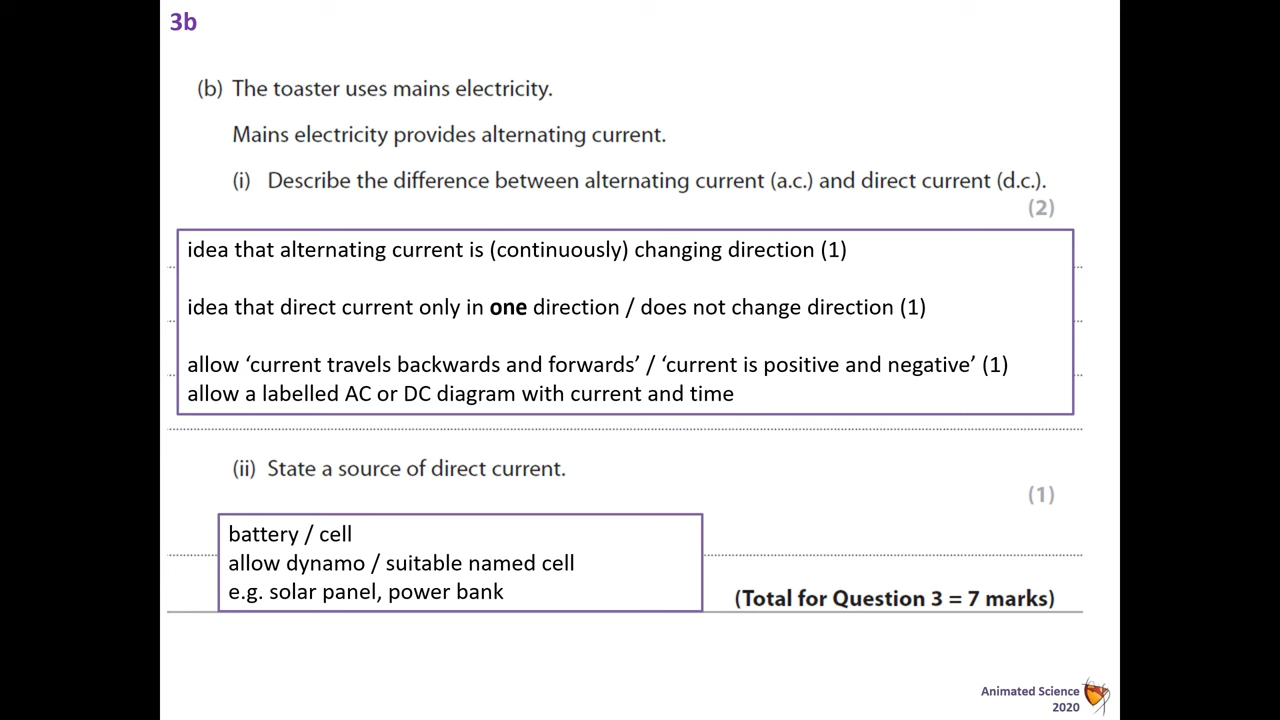 3b
(b) The toaster uses mains electricity.
Mains electricity provides alternating current.
(i) Describe the difference between alternating current (a.c.) and direct current (d.c.).
(2)
idea that alternating current is (continuously) changing direction (1)
idea that direct current only in one direction / does not change direction (1)
allow ‘current travels backwards and forwards’ / ‘current is positive and negative’ (1)
allow a labelled AC or DC diagram with current and time
(ii) State a source of direct current.
(1)
battery / cell
allow dynamo / suitable named cell
e.g. solar panel, power bank
(Total for Question 3 = 7 marks)
Animated Science
2020